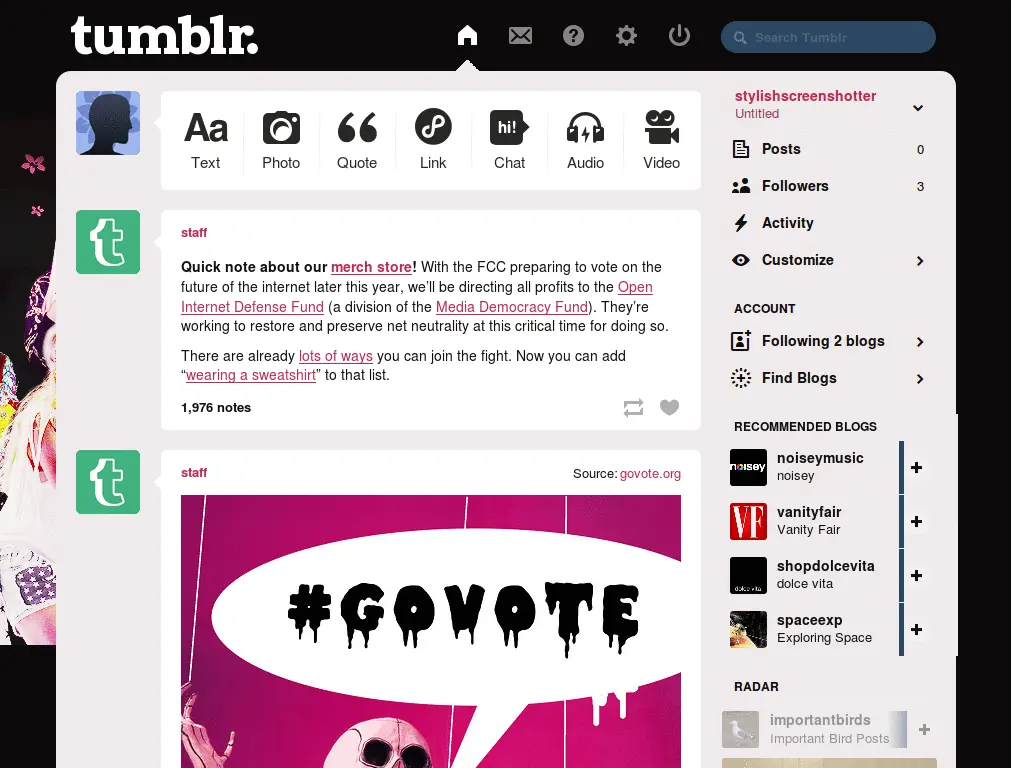 tumblr.
Search Tumblr
Aa
hi!
Text
Photo
Quote
Link
Chat
Audio
Video
t
staff
Quick note about our merch store! With the FCC preparing to vote on the
future of the internet later this year, we’ll be directing all profits to the Open
Internet Defense Fund (a division of the Media Democracy Fund). They’re
working to restore and preserve net neutrality at this critical time for doing so.
There are already lots of ways you can join the fight. Now you can add
“wearing a sweatshirt” to that list.
1,976 notes
t
staff
Source: govote.org
#GOVOTE
stylishscreenshotter
Untitled
Posts 0
Followers 3
Activity
Customize
ACCOUNT
Following 2 blogs
Find Blogs
RECOMMENDED BLOGS
noisey
noiseymusic
noisey
VF
vanityfair
Vanity Fair
dolce vita
shopdolcevita
dolce vita
spaceexp
Exploring Space
RADAR
importantbirds
Important Bird Posts